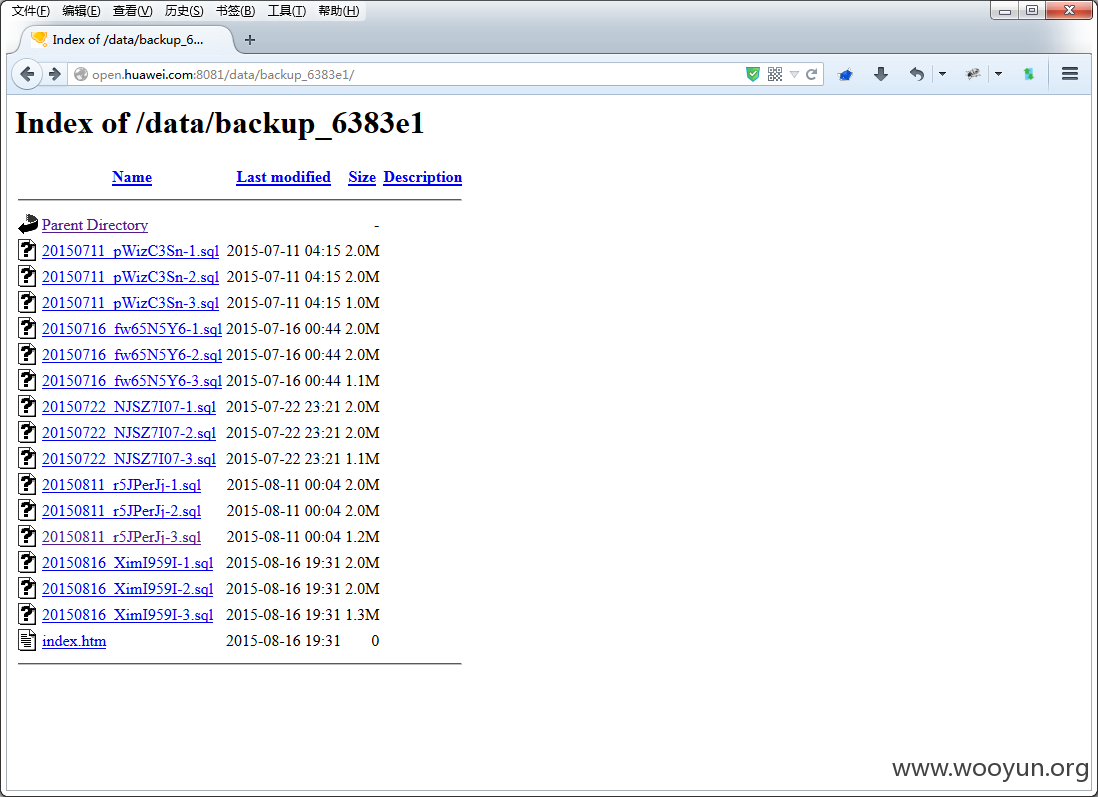 文件(F) 编辑(E) 查看(V) 历史(S) 书签(B) 工具(T) 帮助(H)
Index of /data/backup_6...
open.huawei.com:8081/data/backup_6383e1/
Index of /data/backup_6383e1
Name Last modified Size Description
Parent Directory -
20150711_pWizC3Sn-1.sql 2015-07-11 04:15 2.0M
20150711_pWizC3Sn-2.sql 2015-07-11 04:15 2.0M
20150711_pWizC3Sn-3.sql 2015-07-11 04:15 1.0M
20150716_fw65N5Y6-1.sql 2015-07-16 00:44 2.0M
20150716_fw65N5Y6-2.sql 2015-07-16 00:44 2.0M
20150716_fw65N5Y6-3.sql 2015-07-16 00:44 1.1M
20150722_NJSZ7I07-1.sql 2015-07-22 23:21 2.0M
20150722_NJSZ7I07-2.sql 2015-07-22 23:21 2.0M
20150722_NJSZ7I07-3.sql 2015-07-22 23:21 1.1M
20150811_r5JPerJj-1.sql 2015-08-11 00:04 2.0M
20150811_r5JPerJj-2.sql 2015-08-11 00:04 2.0M
20150811_r5JPerJj-3.sql 2015-08-11 00:04 1.2M
20150816_XimI959I-1.sql 2015-08-16 19:31 2.0M
20150816_XimI959I-2.sql 2015-08-16 19:31 2.0M
20150816_XimI959I-3.sql 2015-08-16 19:31 1.3M
index.htm 2015-08-16 19:31 0
www.wooyun.org